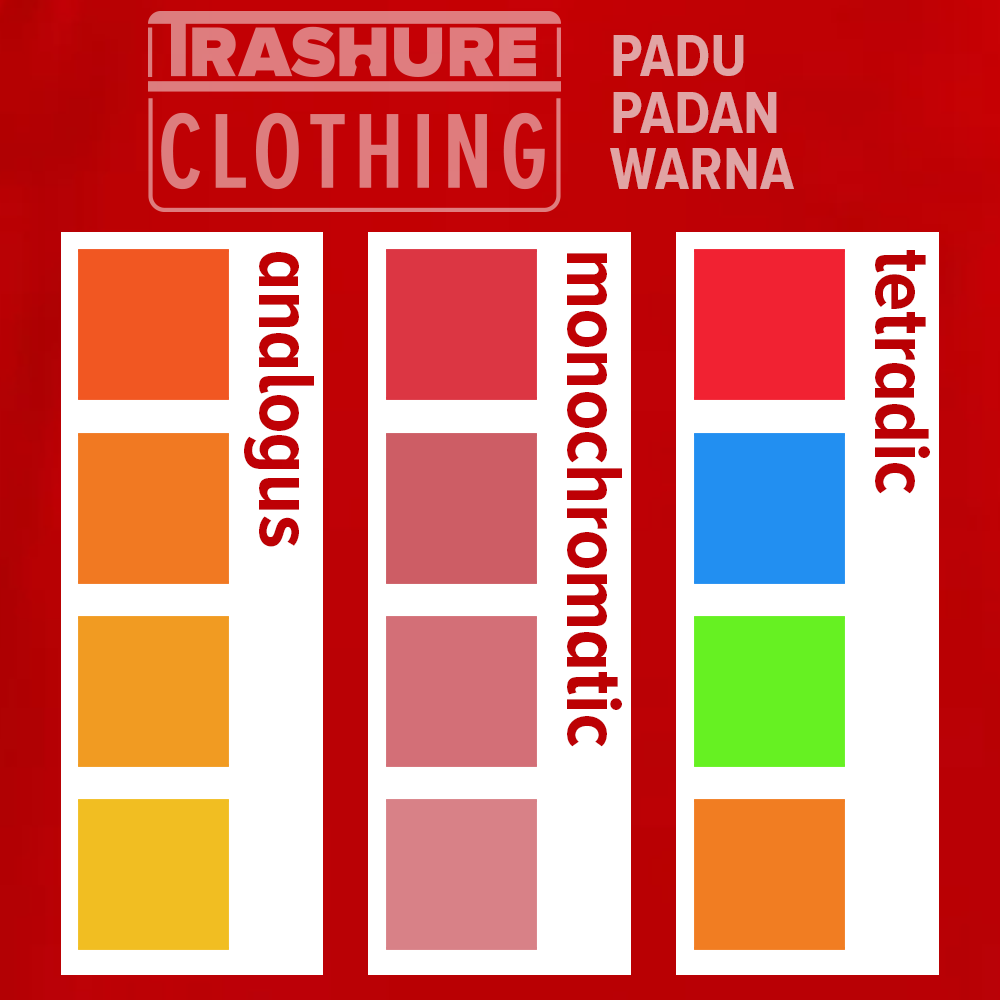 TRASHURE
CLOTHING
PADU
PADAN
WARNA
analogus
monochromatic
tetradic